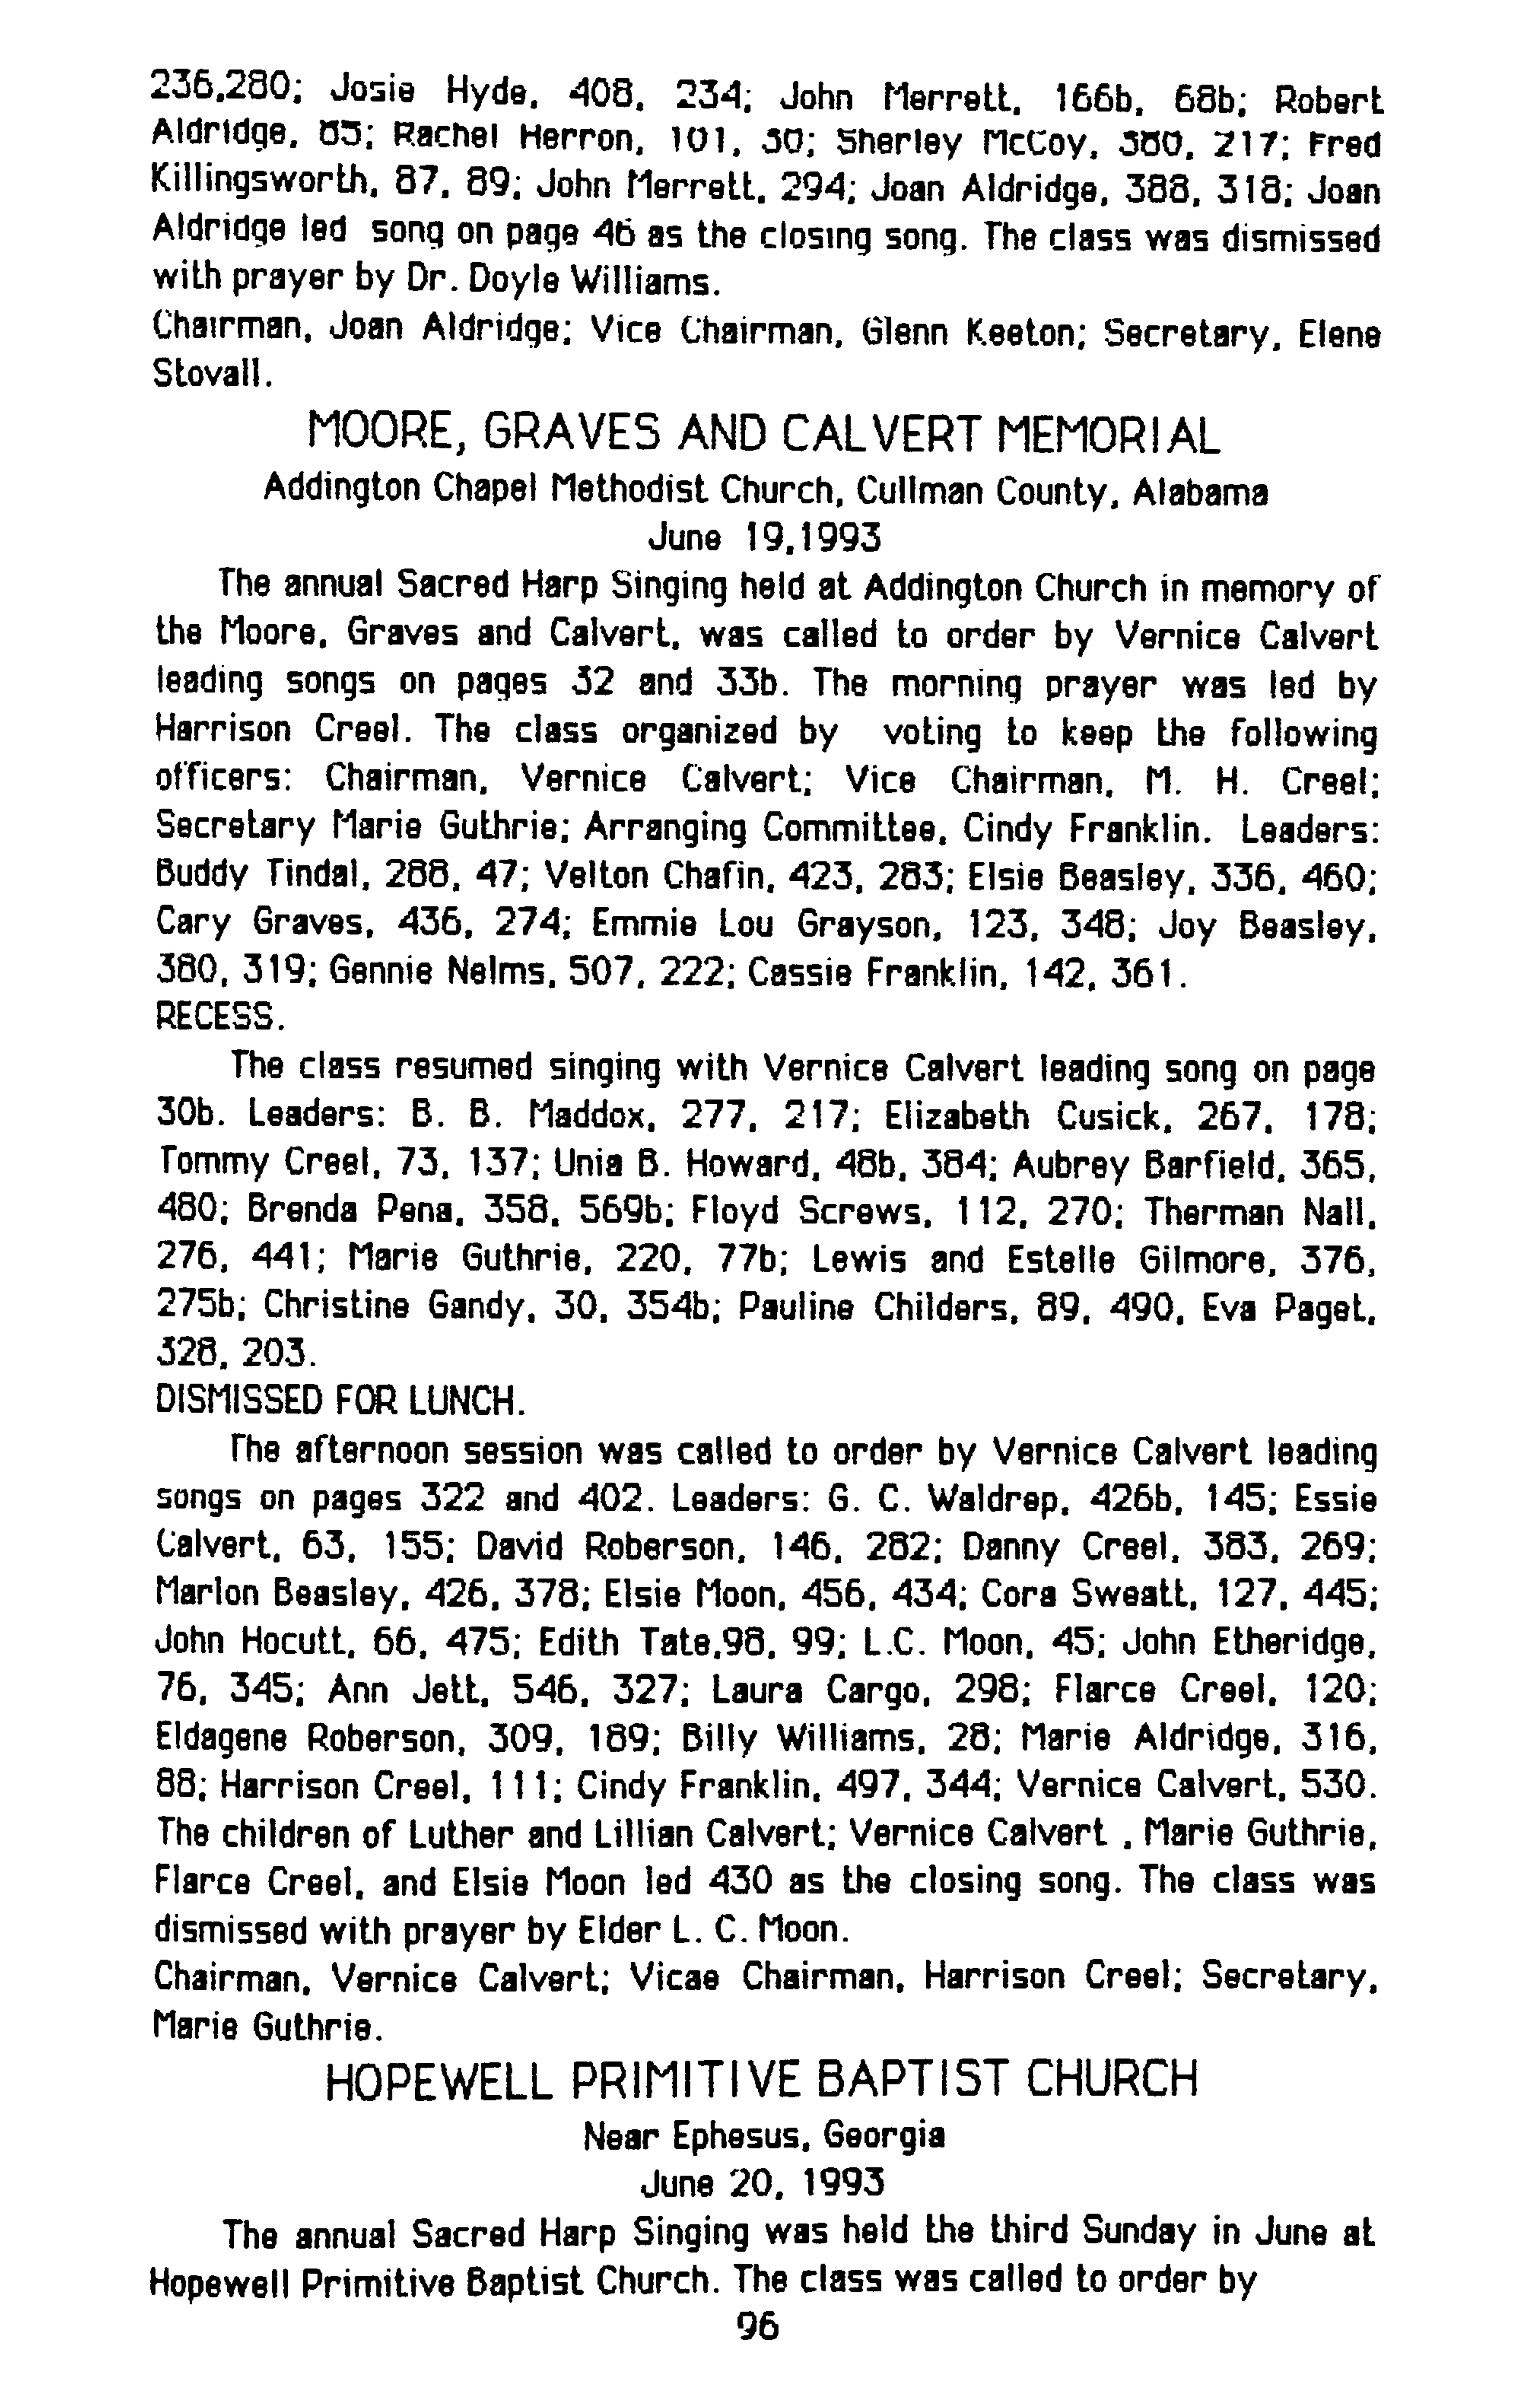 236,280; Josie Hyde, 408, 234; John Merrett, 166b, 68b; Robert
Aldridge, 85; Rachel Herron, 101, 30; Sherley McCoy, 380, 217; Fred
Killingsworth, 87, 89; John Merrett, 294; Joan Aldridge, 388, 318; Joan
Aldridge led song on page 46 as the closing song. The class was dismissed
with prayer by Dr. Doyle Williams.
Chairman, Joan Aldridge; Vice Chairman, Glenn Keeton; Secretary, Elene
Stovall.
MOORE, GRAVES AND CALVERT MEMORIAL
Addington Chapel Methodist Church, Cullman County, Alabama
June 19,1993
The annual Sacred Harp Singing held at Addington Church in memory of
the Moore, Graves and Calvert, was called to order by Vernice Calvert
leading songs on pages 32 and 33b. The morning prayer was led by
Harrison Creel. The class organized by voting to keep the following
officers: Chairman, Vernice Calvert; Vice Chairman, M. H. Creel;
Secretary Marie Guthrie; Arranging Committee, Cindy Franklin. Leaders:
Buddy Tindal, 288, 47; Velton Chafin, 423, 283; Elsie Beasley, 336, 460;
Cary Graves, 436, 274; Emmie Lou Grayson, 123, 348; Joy Beasley,
380, 319; Gennie Nelms, 507, 222; Cassie Franklin, 142, 361.
RECESS.
The class resumed singing with Vernice Calvert leading song on page
30b. Leaders: B. B. Maddox, 277, 217; Elizabeth Cusick, 267, 178;
Tommy Creel, 73, 137; Unia B. Howard, 48b, 384; Aubrey Barfield, 365,
480; Brenda Pena, 358, 569b; Floyd Screws, 112, 270; Therman Nall,
276, 441; Marie Guthrie, 220, 77b; Lewis and Estelle Gilmore, 376,
275b; Christine Gandy, 30, 354b; Pauline Childers, 89, 490, Eva Paget,
328, 203.
DISMISSED FOR LUNCH.
The afternoon session was called to order by Vernice Calvert leading
songs on pages 322 and 402. Leaders: G. C. Waldrep, 426b, 145; Essie
Calvert, 63, 155; David Roberson, 146, 282; Danny Creel, 383, 269;
Marlon Beasley, 426, 378; Elsie Moon, 456, 434; Cora Sweatt, 127, 445;
John Hocutt, 66, 475; Edith Tate,98, 99; L.C. Moon, 45; John Etheridge,
76, 345; Ann Jett, 546, 327; Laura Cargo, 298; Flarce Creel, 120;
Eldagene Roberson, 309, 189; Billy Williams, 28; Marie Aldridge, 316,
88; Harrison Creel, 111; Cindy Franklin, 497, 344; Vernice Calvert, 530.
The children of Luther and Lillian Calvert; Vernice Calvert , Marie Guthrie,
Flarce Creel, and Elsie Moon led 430 as the closing song. The class was
dismissed with prayer by Elder L. C. Moon.
Chairman, Vernice Calvert; Vicae Chairman, Harrison Creel; Secretary,
Marie Guthrie.
HOPEWELL PRIMITIVE BAPTIST CHURCH
Near Ephesus, Georgia
June 20, 1993
The annual Sacred Harp Singing was held the third Sunday in June at
Hopewell Primitive Baptist Church. The class was called to order by
96